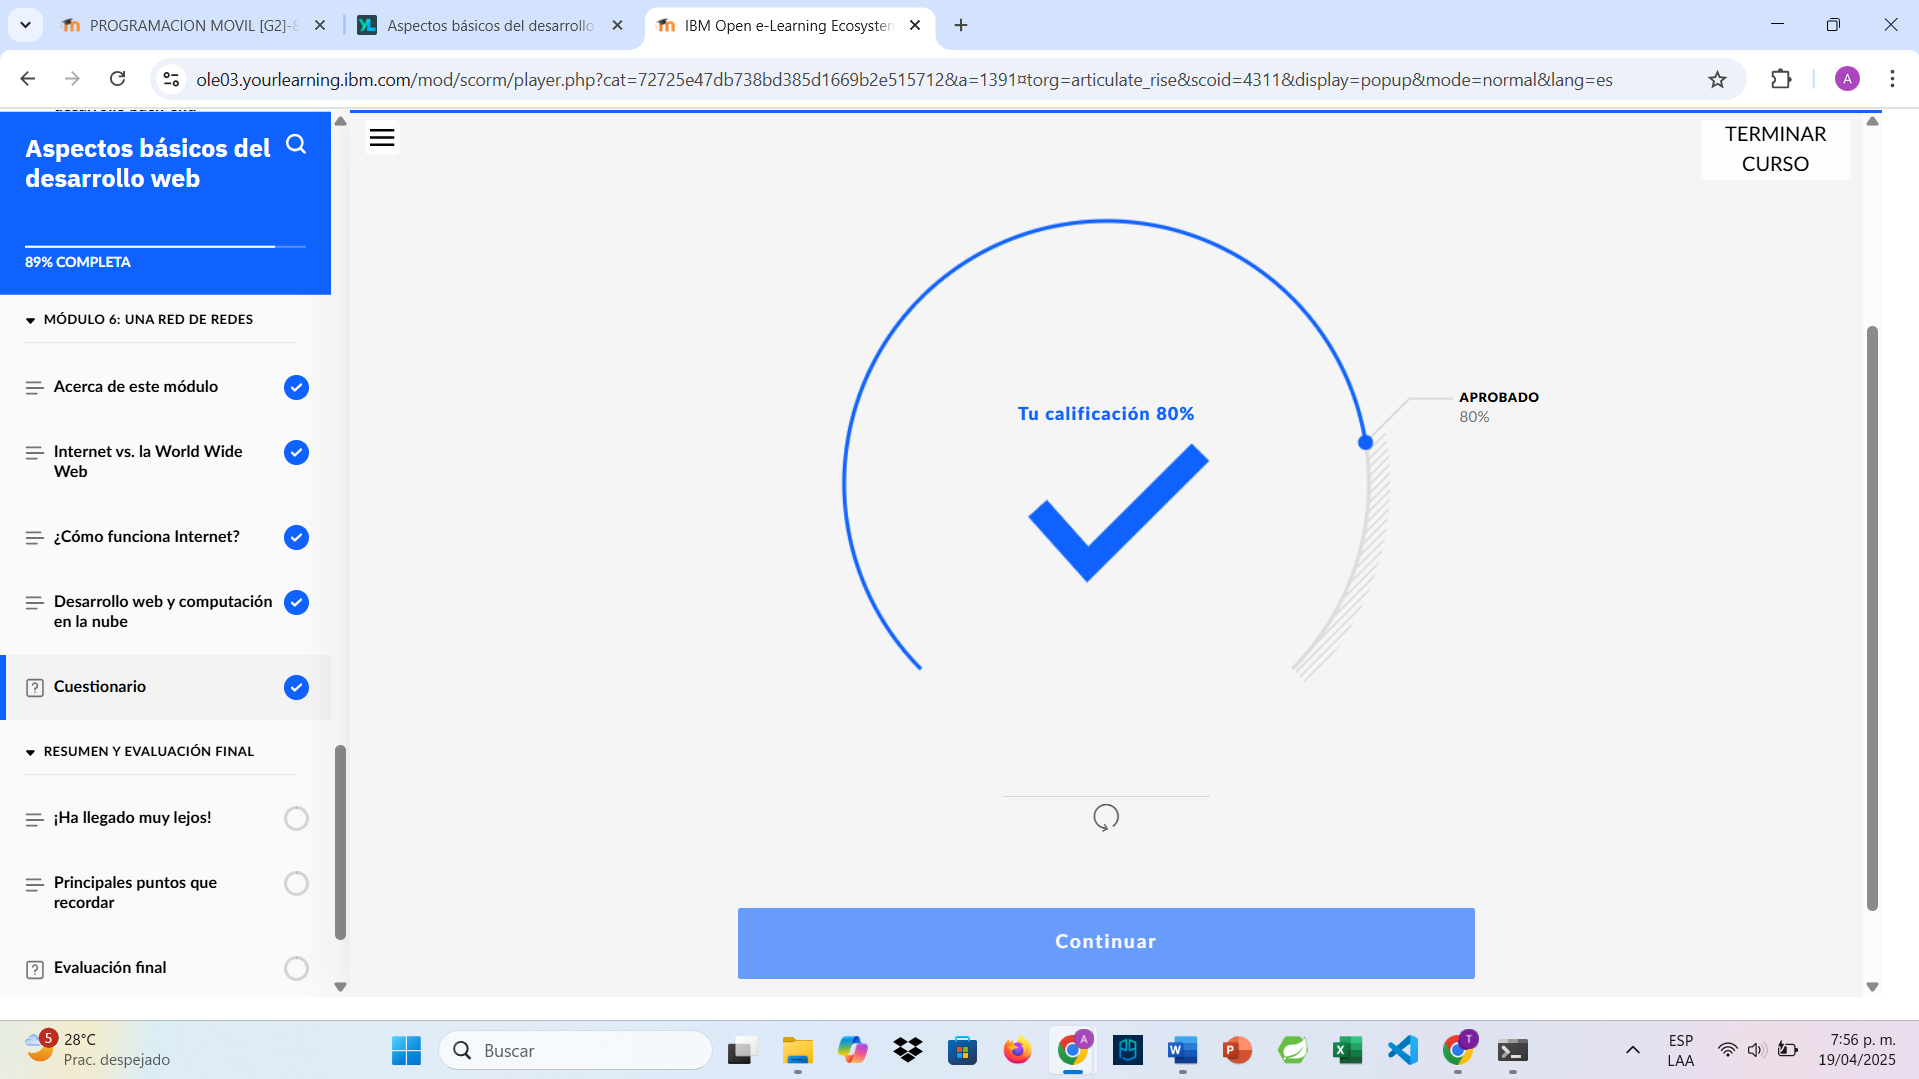 PROGRAMACION MOVIL [G2]-8
Aspectos básicos del desarrollo
IBM Open e-Learning Ecosystem
ole03.yourlearning.ibm.com/mod/scorm/player.php?cat=72725e47db738bd385d1669b2e515712&a=1391¤torg=articulate_rise&scoid=4311&display=popup&mode=normal&lang=es
A
Aspectos básicos del
desarrollo web
89% COMPLETA
MÓDULO 6: UNA RED DE REDES
Acerca de este módulo
Internet vs. la World Wide
Web
¿Cómo funciona Internet?
Desarrollo web y computación
en la nube
Cuestionario
RESUMEN Y EVALUACIÓN FINAL
¡Ha llegado muy lejos!
Principales puntos que
recordar
Evaluación final
TERMINAR
CURSO
Tu calificación 80%
APROBADO
80%
Continuar
5
28°C
Prac. despejado
Buscar
A
T
ESP
LAA
7:56 p. m.
19/04/2025